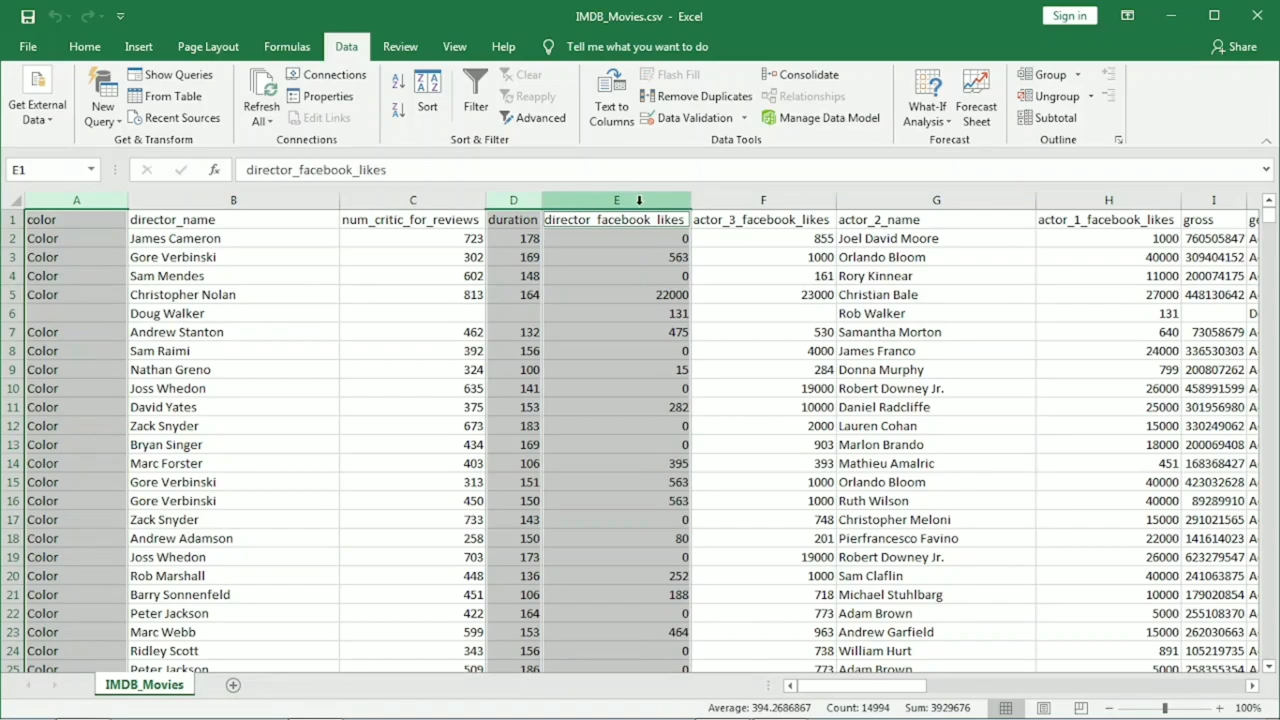 IMDB_Movies.csv - Excel
Sign in
File Home Insert Page Layout Formulas Data Review View Help Tell me what you want to do Share
Get External Data
New Query
Show Queries
From Table
Recent Sources
Get & Transform
Refresh All
Connections
Properties
Edit Links
Connections
Sort
Filter
Clear
Reapply
Advanced
Sort & Filter
Text to Columns
Flash Fill
Remove Duplicates
Data Validation
Consolidate
Relationships
Manage Data Model
Data Tools
What-If Analysis
Forecast Sheet
Forecast
Group
Ungroup
Subtotal
Outline
E1 fx director_facebook_likes
A B C D E F G H I
1 color director_name num_critic_for_reviews duration director_facebook_likes actor_3_facebook_likes actor_2_name actor_1_facebook_likes gross ge
2 Color James Cameron 723 178 0 855 Joel David Moore 1000 760505847 A
3 Color Gore Verbinski 302 169 563 1000 Orlando Bloom 40000 309404152 A
4 Color Sam Mendes 602 148 0 161 Rory Kinnear 11000 200074175 A
5 Color Christopher Nolan 813 164 22000 23000 Christian Bale 27000 448130642 A
6 Doug Walker 131 Rob Walker 131 D
7 Color Andrew Stanton 462 132 475 530 Samantha Morton 640 73058679 A
8 Color Sam Raimi 392 156 0 4000 James Franco 24000 336530303 A
9 Color Nathan Greno 324 100 15 284 Donna Murphy 799 200807262 A
10 Color Joss Whedon 635 141 0 19000 Robert Downey Jr. 26000 458991599 A
11 Color David Yates 375 153 282 10000 Daniel Radcliffe 25000 301956980 A
12 Color Zack Snyder 673 183 0 2000 Lauren Cohan 15000 330249062 A
13 Color Bryan Singer 434 169 0 903 Marlon Brando 18000 200069408 A
14 Color Marc Forster 403 106 395 393 Mathieu Amalric 451 168368427 A
15 Color Gore Verbinski 313 151 563 1000 Orlando Bloom 40000 423032628 A
16 Color Gore Verbinski 450 150 563 1000 Ruth Wilson 40000 89289910 A
17 Color Zack Snyder 733 143 0 748 Christopher Meloni 15000 291021565 A
18 Color Andrew Adamson 258 150 80 201 Pierfrancesco Favino 22000 141614023 A
19 Color Joss Whedon 703 173 0 19000 Robert Downey Jr. 26000 623279547 A
20 Color Rob Marshall 448 136 252 1000 Sam Claflin 40000 241063875 A
21 Color Barry Sonnenfeld 451 106 188 718 Michael Stuhlbarg 10000 179020854 A
22 Color Peter Jackson 422 164 0 773 Adam Brown 5000 255108370 A
23 Color Marc Webb 599 153 464 963 Andrew Garfield 15000 262030663 A
24 Color Ridley Scott 343 156 0 738 William Hurt 891 105219735 A
25 Color Peter Jackson 509 186 0 773 Adam Brown 5000 258355354 A
IMDB_Movies
Average: 394.2686867 Count: 14994 Sum: 3929676 100%